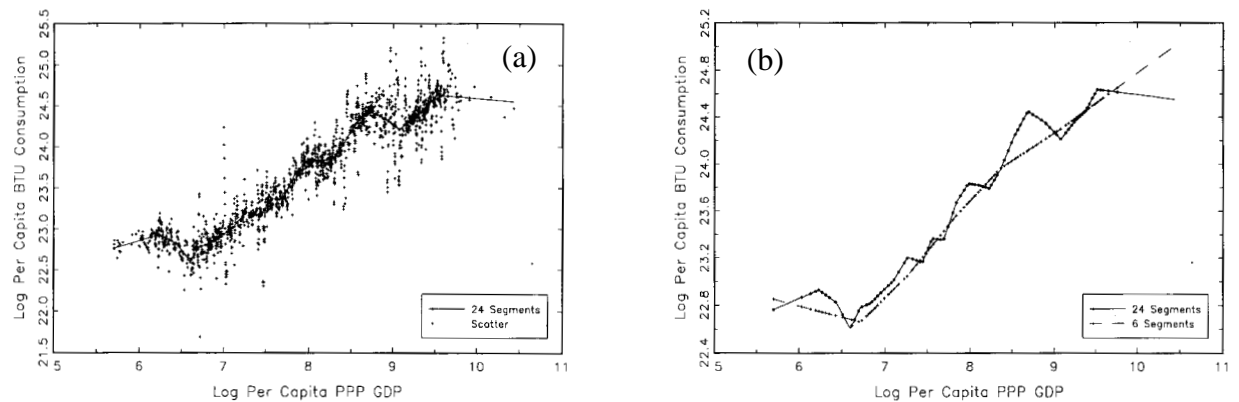 (a)
Log Per Capita BTU Consumption
25.5
25.0
24.5
24.0
23.5
23.0
22.5
22.0
21.5
24 Segments
Scatter
5 6 7 8 9 10 11
Log Per Capita PPP GDP
(b)
Log Per Capita BTU Consumption
25.2
24.8
24.4
24.0
23.6
23.2
22.8
22.4
24 Segments
6 Segments
5 6 7 8 9 10 11
Log Per Capita PPP GDP